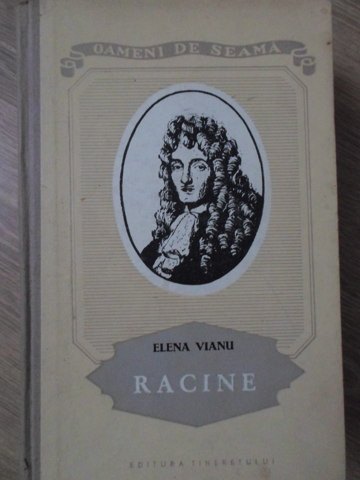 OAMENI DE SEAMĂ
ELENA VIANU
RACINE
EDITURA TINERETULUI